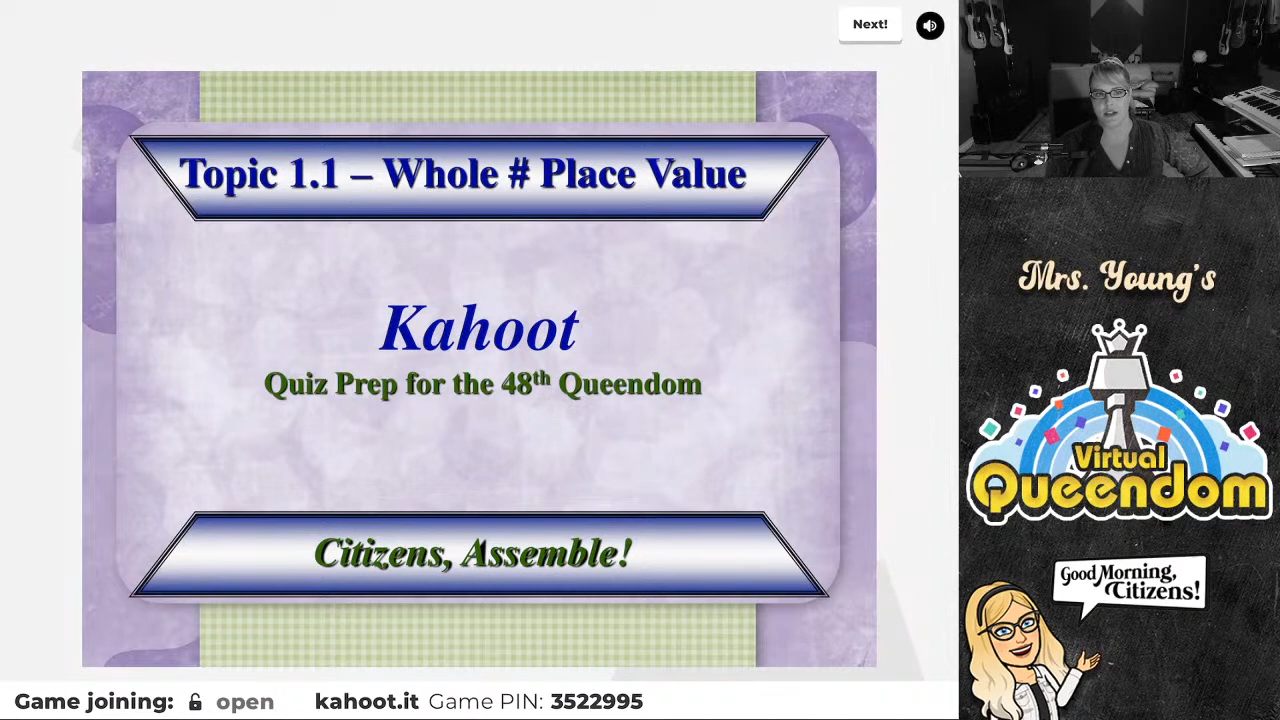 Next!
Topic 1.1 – Whole # Place Value
Kahoot
Quiz Prep for the 48th Queendom
Citizens, Assemble!
Mrs. Young's
Virtual
Queendom
Good Morning,
Citizens!
Game joining: open kahoot.it Game PIN: 3522995